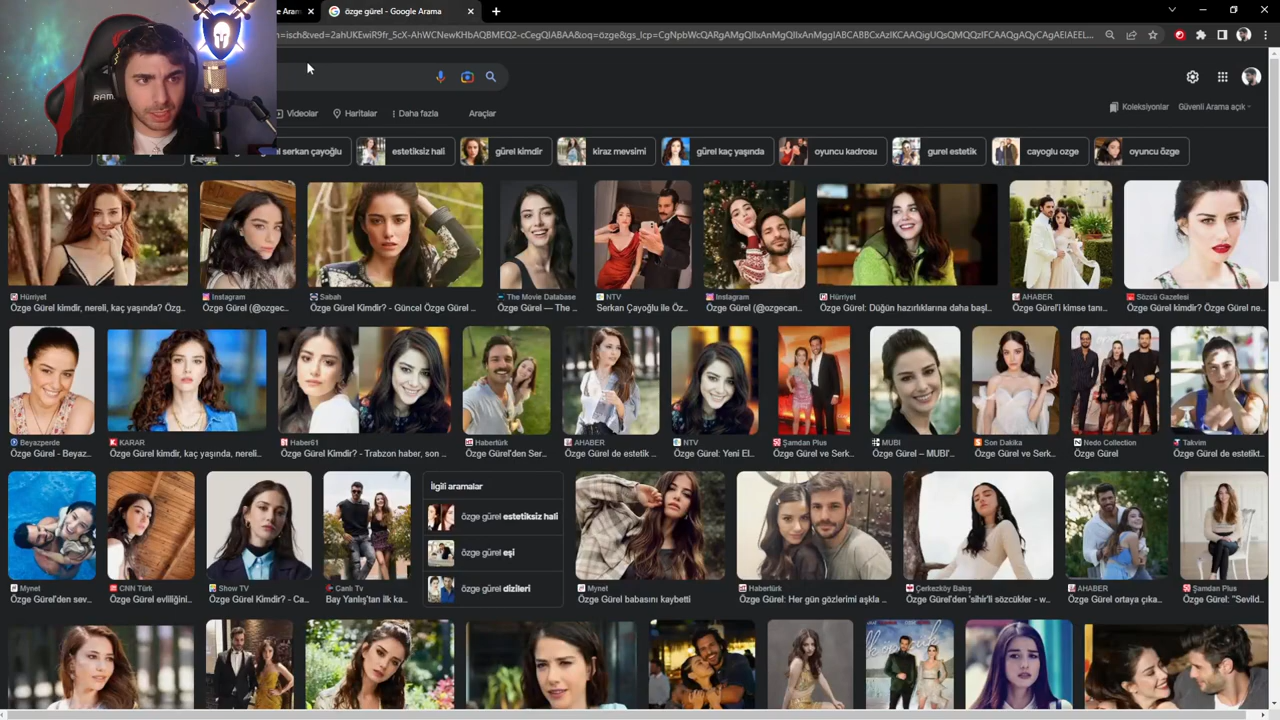 e Aram
özge gürel - Google Arama
Videolar
Haritalar
Daha fazla
Araçlar
Koleksiyonlar
Güvenli Arama açık
serkan çayoğlu
estetiksiz hali
gürel kimdir
kiraz mevsimi
gürel kaç yaşında
oyuncu kadrosu
gurel estetik
cayoglu ozge
oyuncu özge
Hürriyet
Instagram
Sabah
The Movie Database
NTV
Instagram
Hürriyet
AHABER
Sözcü Gazetesi
Özge Gürel kimdir, nereli, kaç yaşında? Özg..
Özge Gürel (@ozgec...
Özge Gürel Kimdir? - Güncel Özge Gürel ...
Özge Gürel — The ...
Serkan Çayoğlu ile Öz..
Özge Gürel (@ozgecan...
Özge Gürel: Düğün hazırlıklarına daha başl...
Özge Gürel'i kimse tanı..
Özge Gürel kimdir? Özge Gürel ne...
Beyazperde
KARAR
Haber61
Habertürk
AHABER
NTV
Şamdan Plus
MUBI
Son Dakika
Nedo Collection
Takvim
Özge Gürel - Beyaz...
Özge Gürel kimdir, kaç yaşında, nereli...
Özge Gürel Kimdir? - Trabzon haber, son ...
Özge Gürel'den Ser...
Özge Gürel de estetik ..
Özge Gürel: Yeni El...
Özge Gürel ve Serk...
Özge Gürel – MUBI'..
Özge Gürel ve Serk...
Özge Gürel
Özge Gürel de estetikt...
İlgili aramalar
özge gürel estetiksiz hali
özge gürel eşi
özge gürel dizileri
Mynet
CNN Türk
Show TV
Canlı Tv
Mynet
Habertürk
Çerkezköy Bakış
AHABER
Şamdan Plus
Özge Gürel'den sev...
Özge Gürel evliliğini...
Özge Gürel Kimdir? - Ca...
Bay Yanlış'tan ilk ka...
Özge Gürel babasını kaybetti
Özge Gürel: Her gün gözlerimi aşkla ...
Özge Gürel'den 'sihir'li sözcükler - w...
Özge Gürel ortaya çıka...
Özge Gürel: "Sevild...